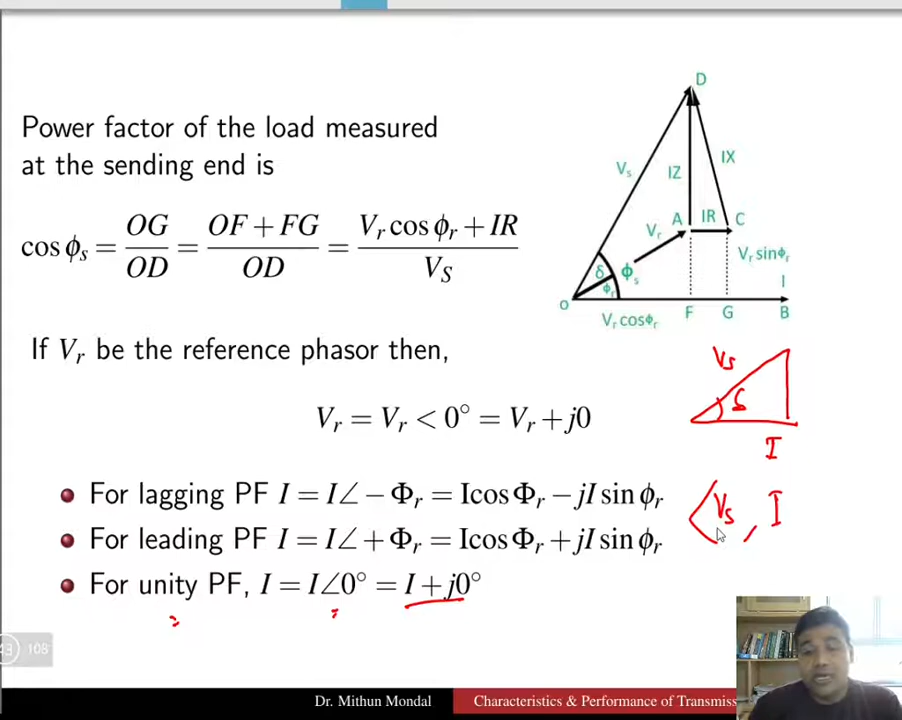 Power factor of the load measured
at the sending end is
cos ϕs = OG/OD = (OF + FG)/OD = (Vr cos ϕr + IR)/VS
If Vr be the reference phasor then,
Vr = Vr < 0° = Vr + j0
For lagging PF I = I∠ − Φr = Icos Φr − jI sin ϕr
For leading PF I = I∠ + Φr = Icos Φr + jI sin ϕr
For unity PF, I = I∠0° = I + j0°
D
Vs
IZ
IX
A
IR
C
Vr
Vr sinϕr
δ
ϕs
ϕr
I
O
F
G
B
Vr cosϕr
Vs
δ
I
Vs, I
108
Dr. Mithun Mondal
Characteristics & Performance of Transmis